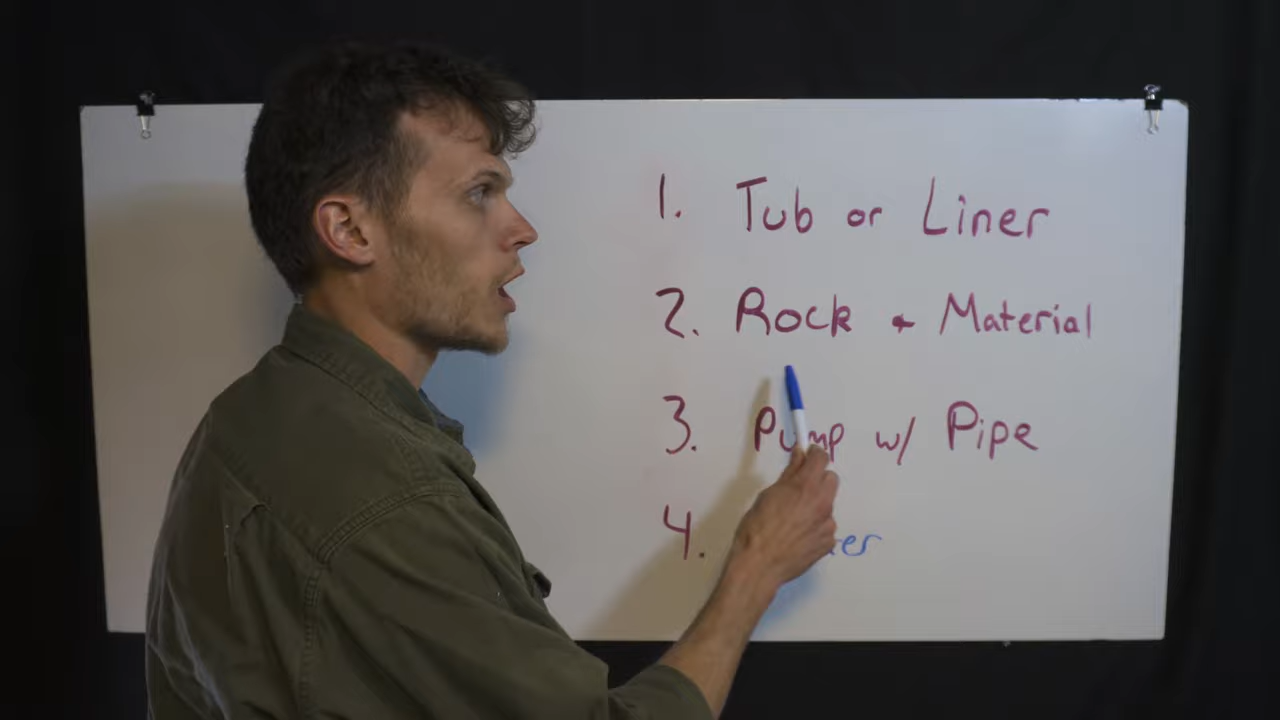 1. Tub or Liner
2. Rock & Material
3. Pump w/ Pipe
4.